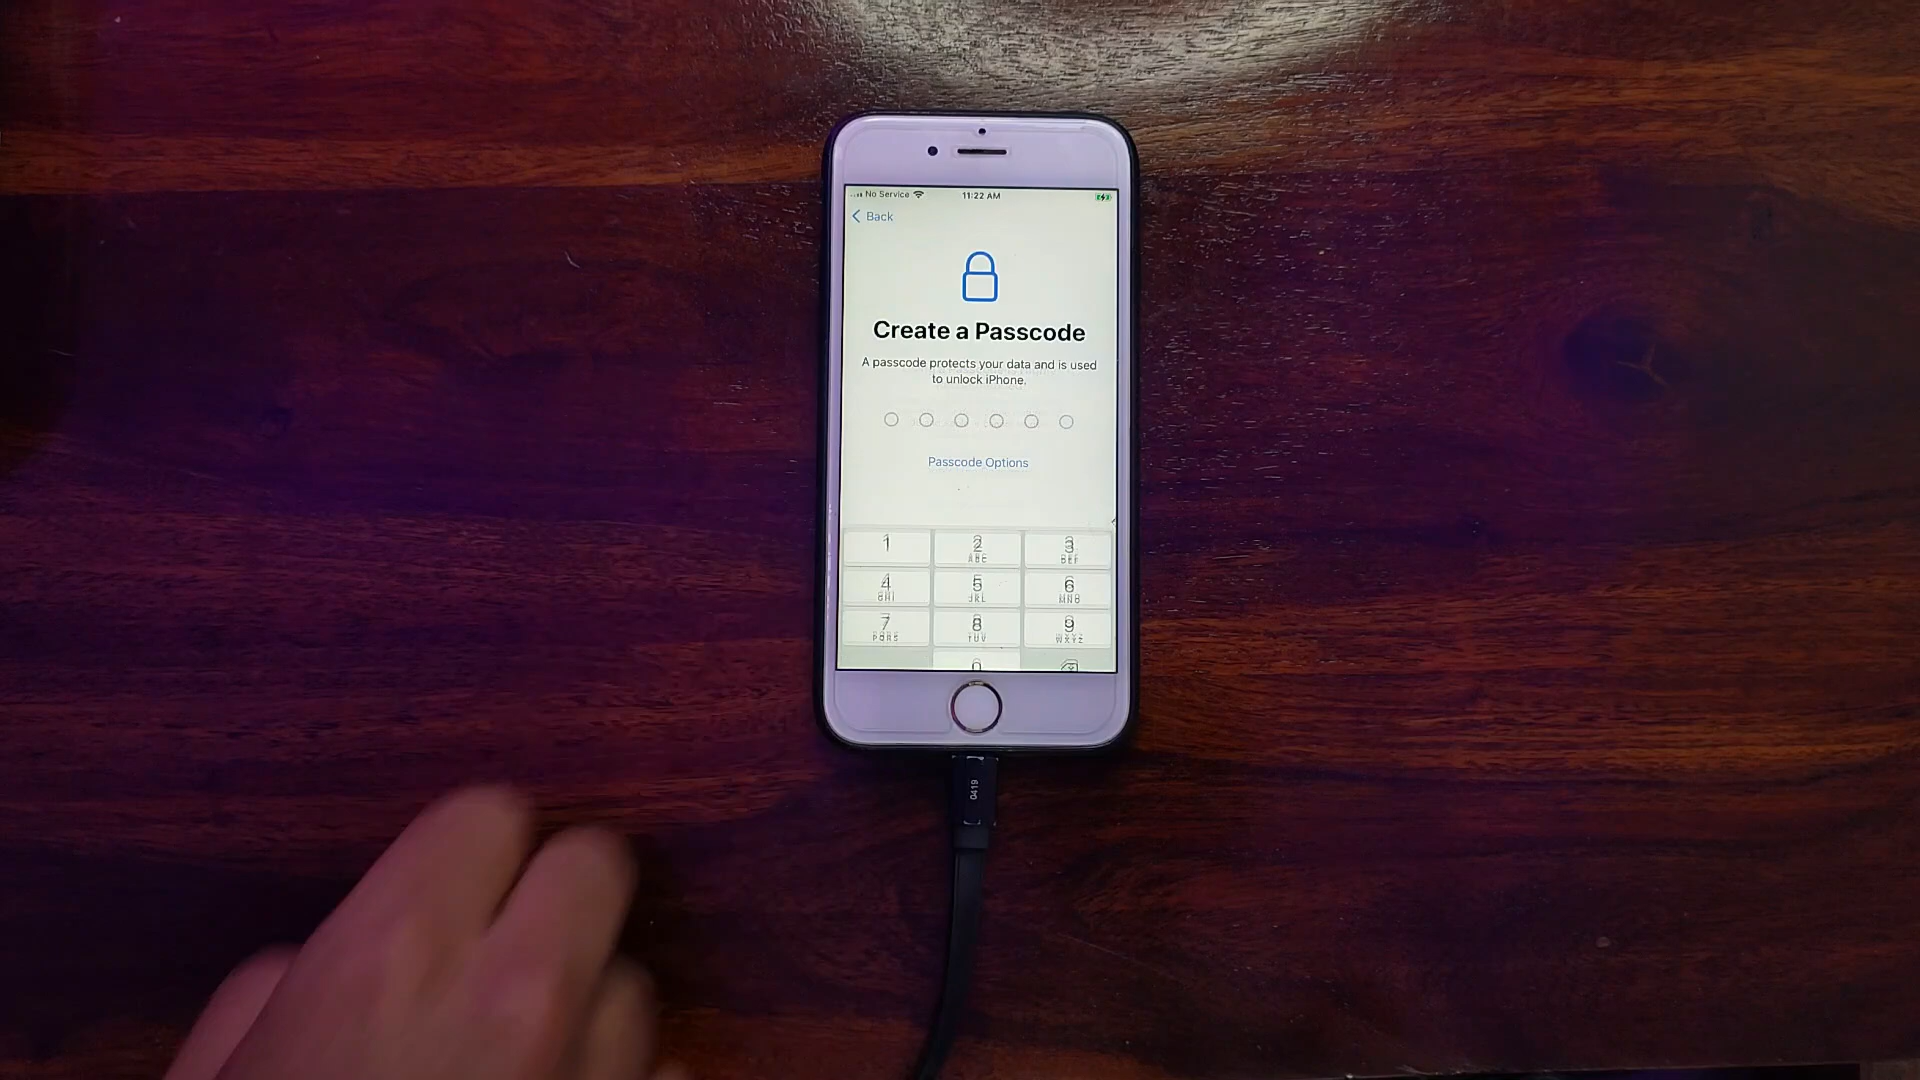 No Service 11:22 AM
Back
Create a Passcode
A passcode protects your data and is used
to unlock iPhone.
Passcode Options
1 2 3
ABC DEF
4 5 6
GHI JKL MNO
7 8 9
PQRS TUV WXYZ
0
0419